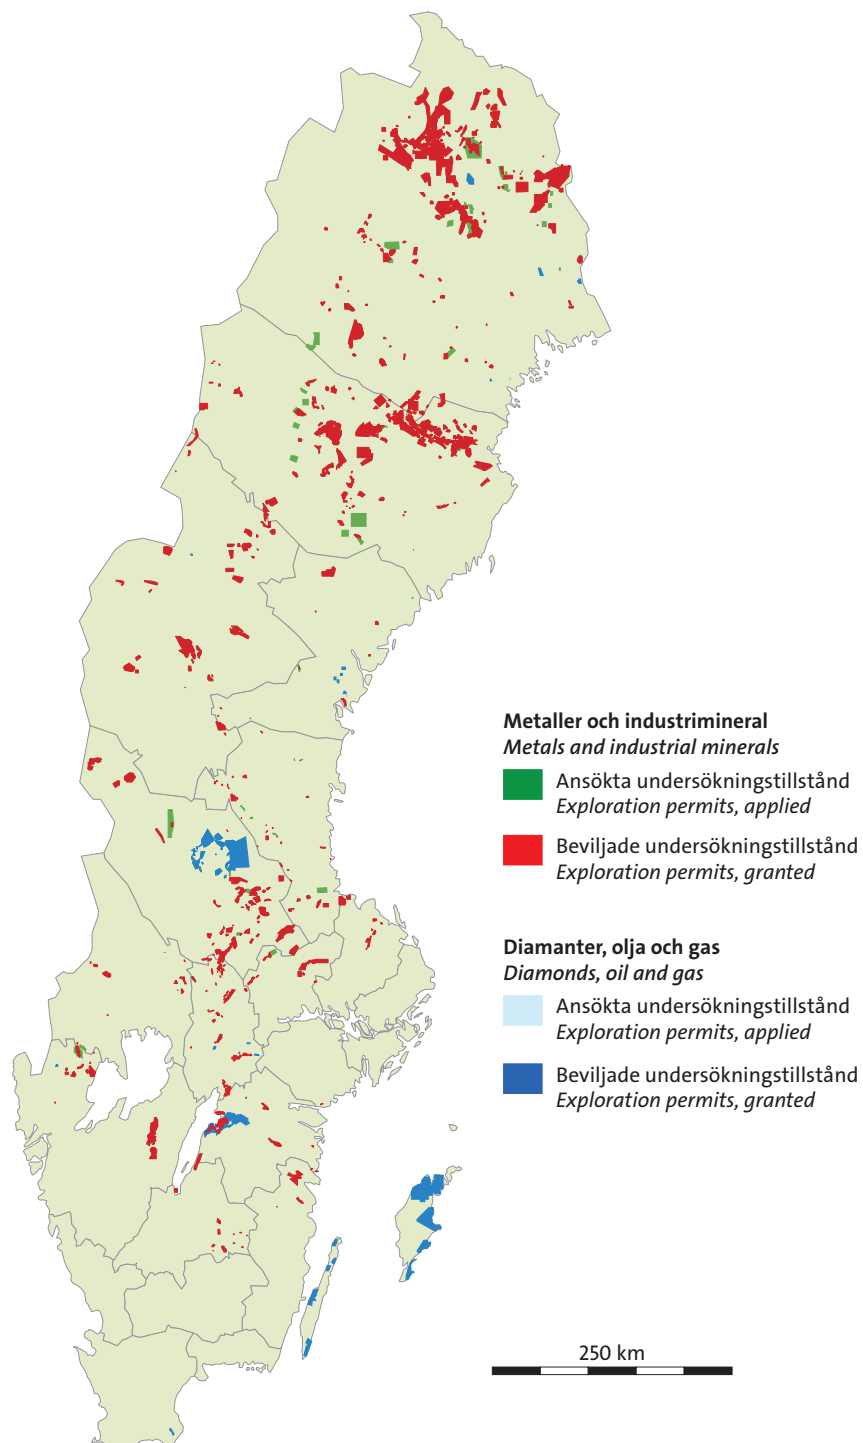 Metaller och industrimineral
Metals and industrial minerals
Ansökta undersökningstillstånd
Exploration permits, applied
Beviljade undersökningstillstånd
Exploration permits, granted
Diamanter, olja och gas
Diamonds, oil and gas
Ansökta undersökningstillstånd
Exploration permits, applied
Beviljade undersökningstillstånd
Exploration permits, granted
250 km